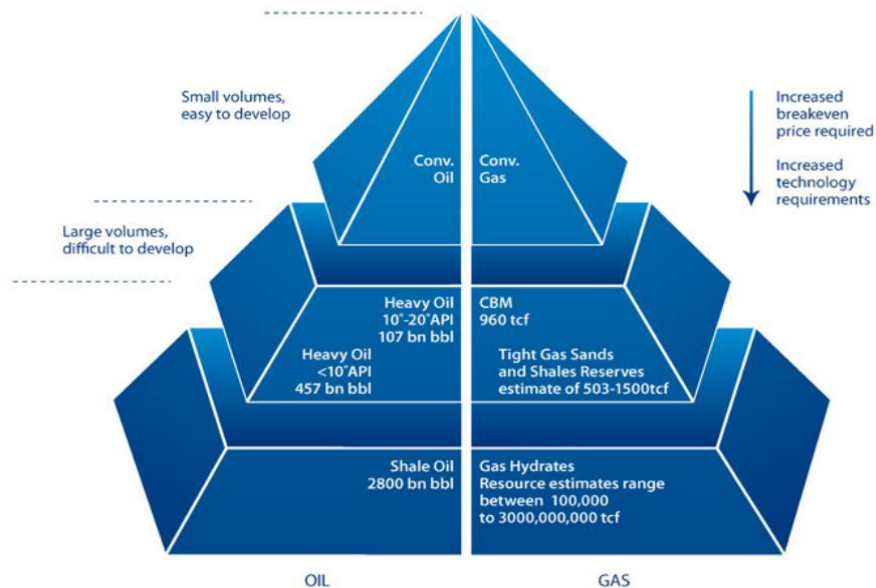 Small volumes,
easy to develop
Conv.
Oil
Conv.
Gas
Increased
breakeven
price required
Increased
technology
requirements
Large volumes,
difficult to develop
Heavy Oil
10°-20°API
107 bn bbl
Heavy Oil
<10°API
457 bn bbl
CBM
960 tcf
Tight Gas Sands
and Shales Reserves
estimate of 503-1500tcf
Shale Oil
2800 bn bbl
Gas Hydrates
Resource estimates range
between 100,000
to 3000,000,000 tcf
OIL
GAS